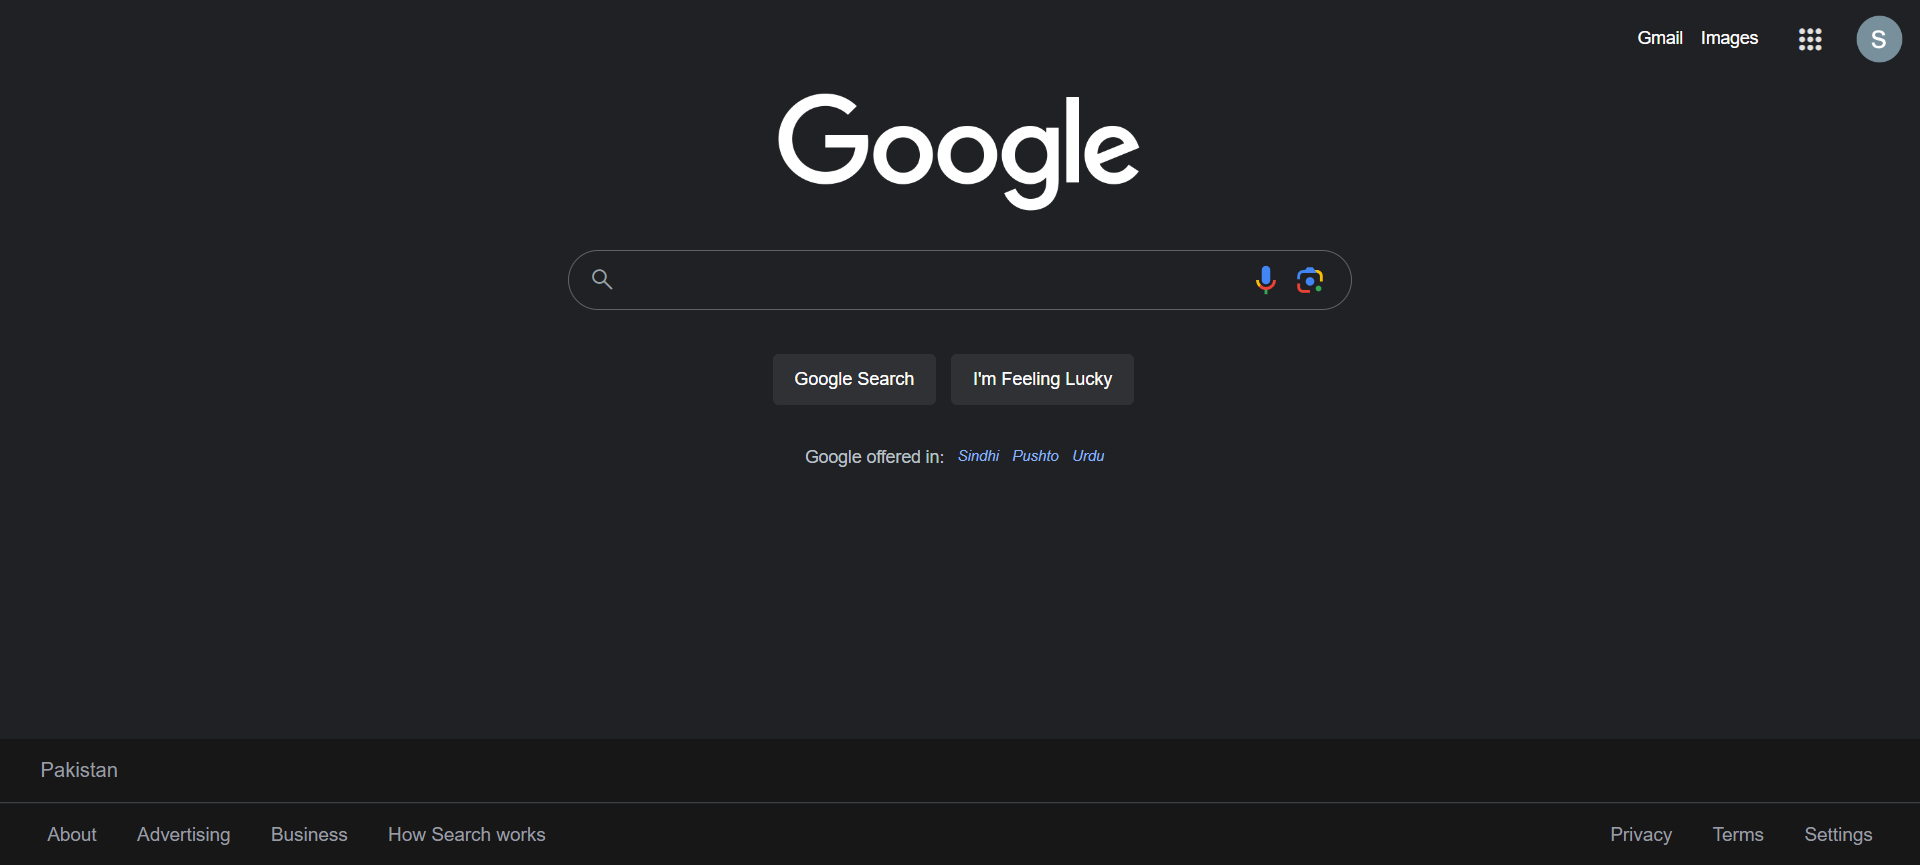 Gmail Images
S
Google
Google Search I'm Feeling Lucky
Google offered in: Sindhi Pushto Urdu
Pakistan
About Advertising Business How Search works Privacy Terms Settings